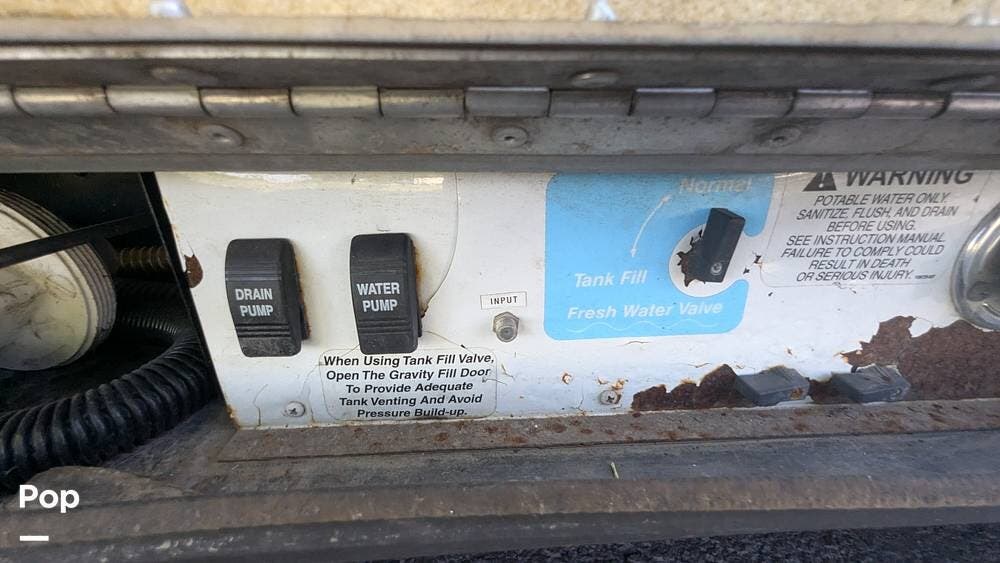 DRAIN
PUMP
WATER
PUMP
INPUT
When Using Tank Fill Valve,
Open The Gravity Fill Door
To Provide Adequate
Tank Venting And Avoid
Pressure Build-up.
Normal
Tank Fill
Fresh Water Valve
WARNING
POTABLE WATER ONLY.
SANITIZE, FLUSH, AND DRAIN
BEFORE USING.
SEE INSTRUCTION MANUAL.
FAILURE TO COMPLY COULD
RESULT IN DEATH
OR SERIOUS INJURY.
Pop